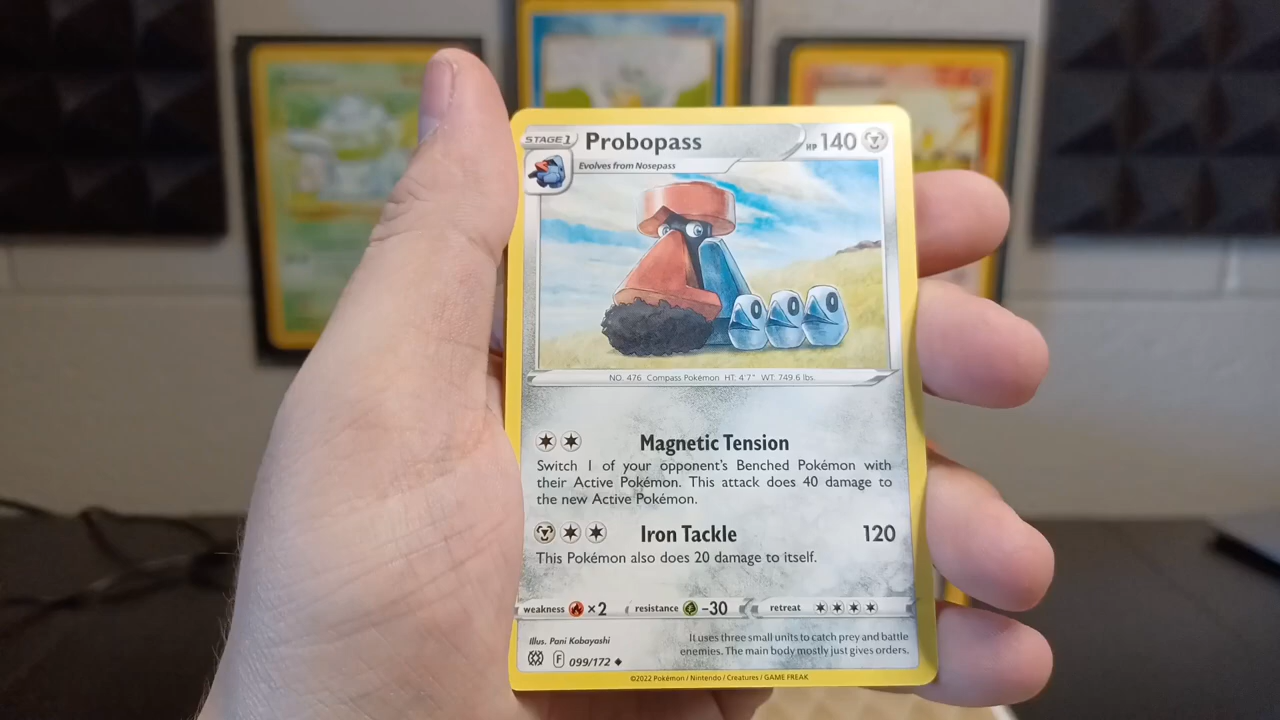 STAGE 1 Probopass HP 140
Evolves from Nosepass
NO. 476 Compass Pokémon HT: 4'7" WT: 749.6 lbs.
Magnetic Tension
Switch 1 of your opponent's Benched Pokémon with
their Active Pokémon. This attack does 40 damage to
the new Active Pokémon.
Iron Tackle 120
This Pokémon also does 20 damage to itself.
weakness ×2 resistance -30 retreat
Illus. Pani Kobayashi
It uses three small units to catch prey and battle
enemies. The main body mostly just gives orders.
F 099/172
©2022 Pokémon / Nintendo / Creatures / GAME FREAK